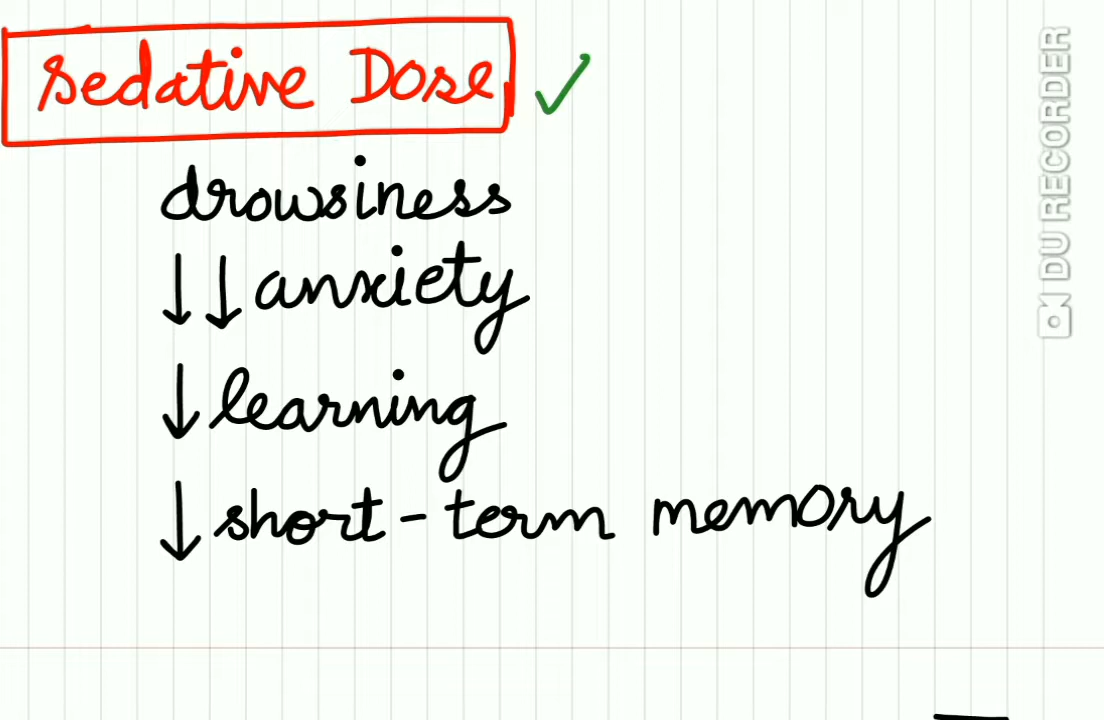 Sedative Dose ✓
drowsiness
↓↓ anxiety
↓ learning
↓ short-term memory
DU RECORDER